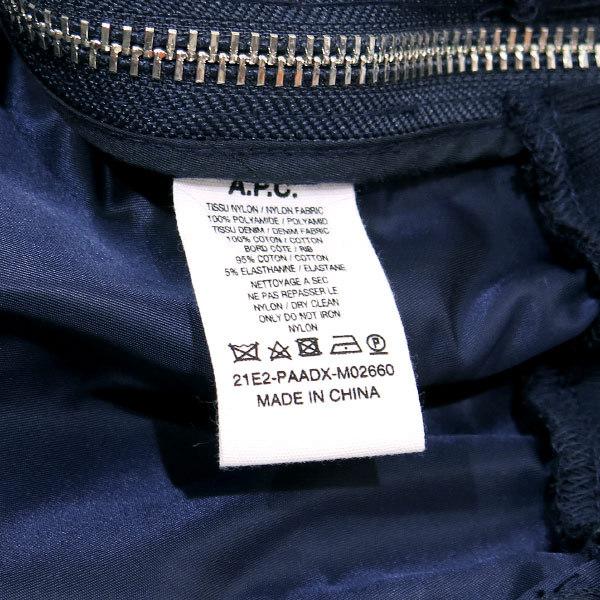 A.P.C.
TISSU NYLON / NYLON FABRIC
100% POLYAMIDE / POLYAMID
TISSU DENIM / DENIM FABRIC
100% COTON / COTTON
BORD CÔTE / RIB
95% COTON / COTTON
5% ELASTHANNE / ELASTANE
NETTOYAGE A SEC
NE PAS REPASSER LE
NYLON / DRY CLEAN
ONLY DO NOT IRON
NYLON
P
21E2-PAADX-M02660
MADE IN CHINA